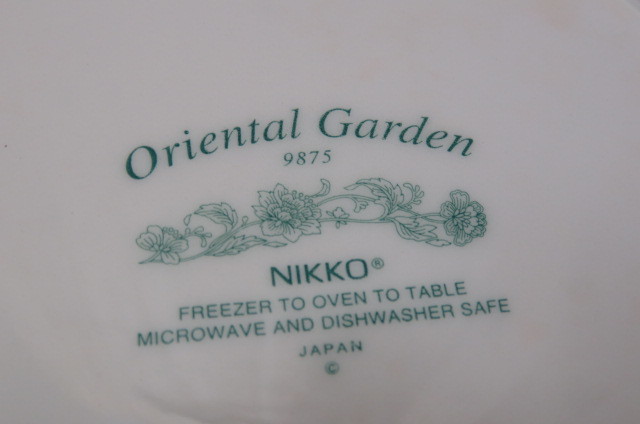 Oriental Garden
9875
NIKKO®
FREEZER TO OVEN TO TABLE
MICROWAVE AND DISHWASHER SAFE
JAPAN
©